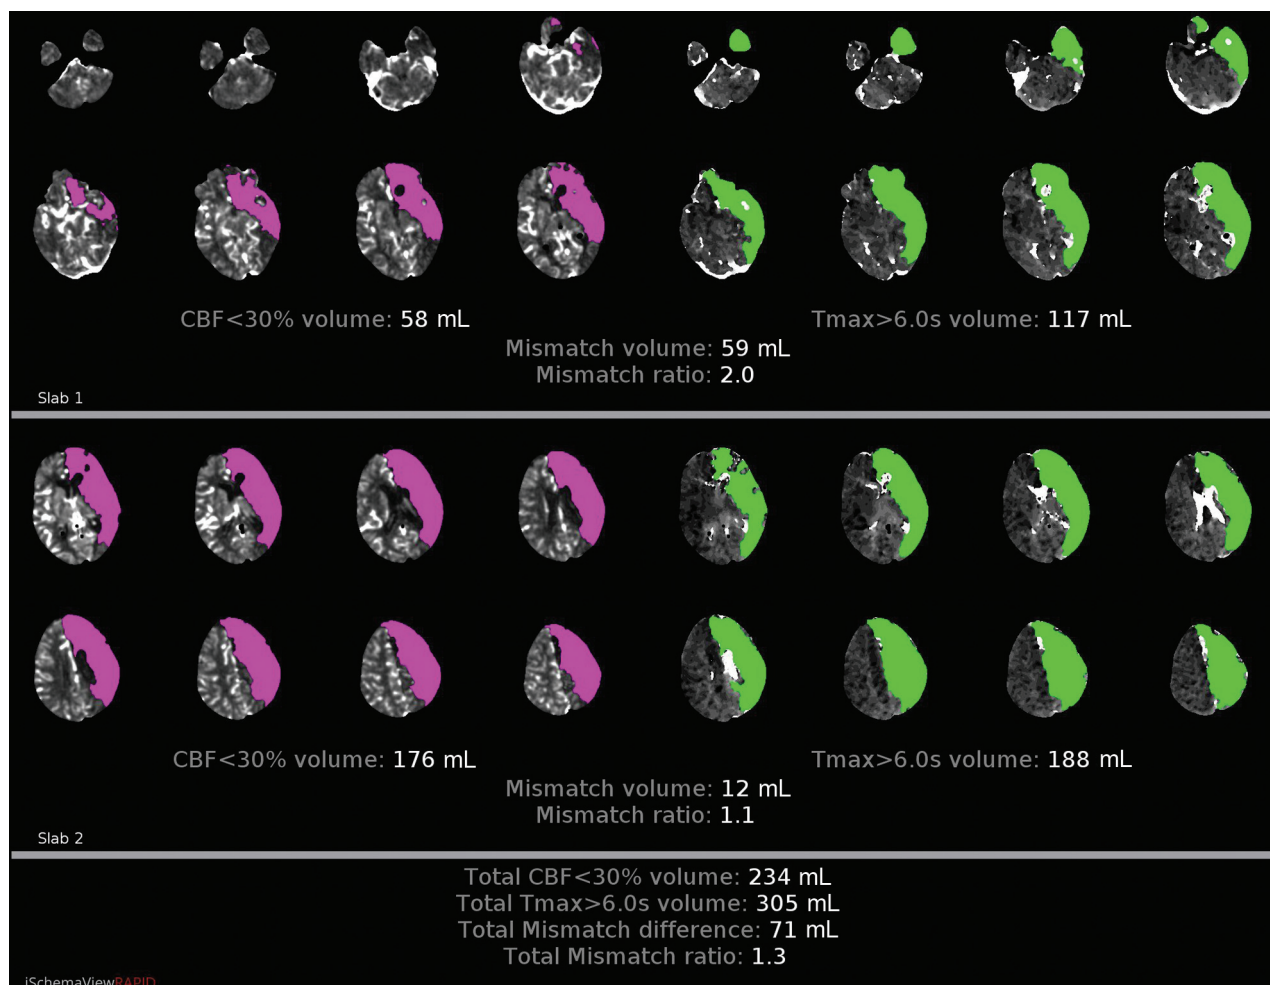 CBF<30% volume: 58 mL
Tmax>6.0s volume: 117 mL
Mismatch volume: 59 mL
Mismatch ratio: 2.0
Slab 1
CBF<30% volume: 176 mL
Tmax>6.0s volume: 188 mL
Mismatch volume: 12 mL
Mismatch ratio: 1.1
Slab 2
Total CBF<30% volume: 234 mL
Total Tmax>6.0s volume: 305 mL
Total Mismatch difference: 71 mL
Total Mismatch ratio: 1.3
iSchemaViewRAPID